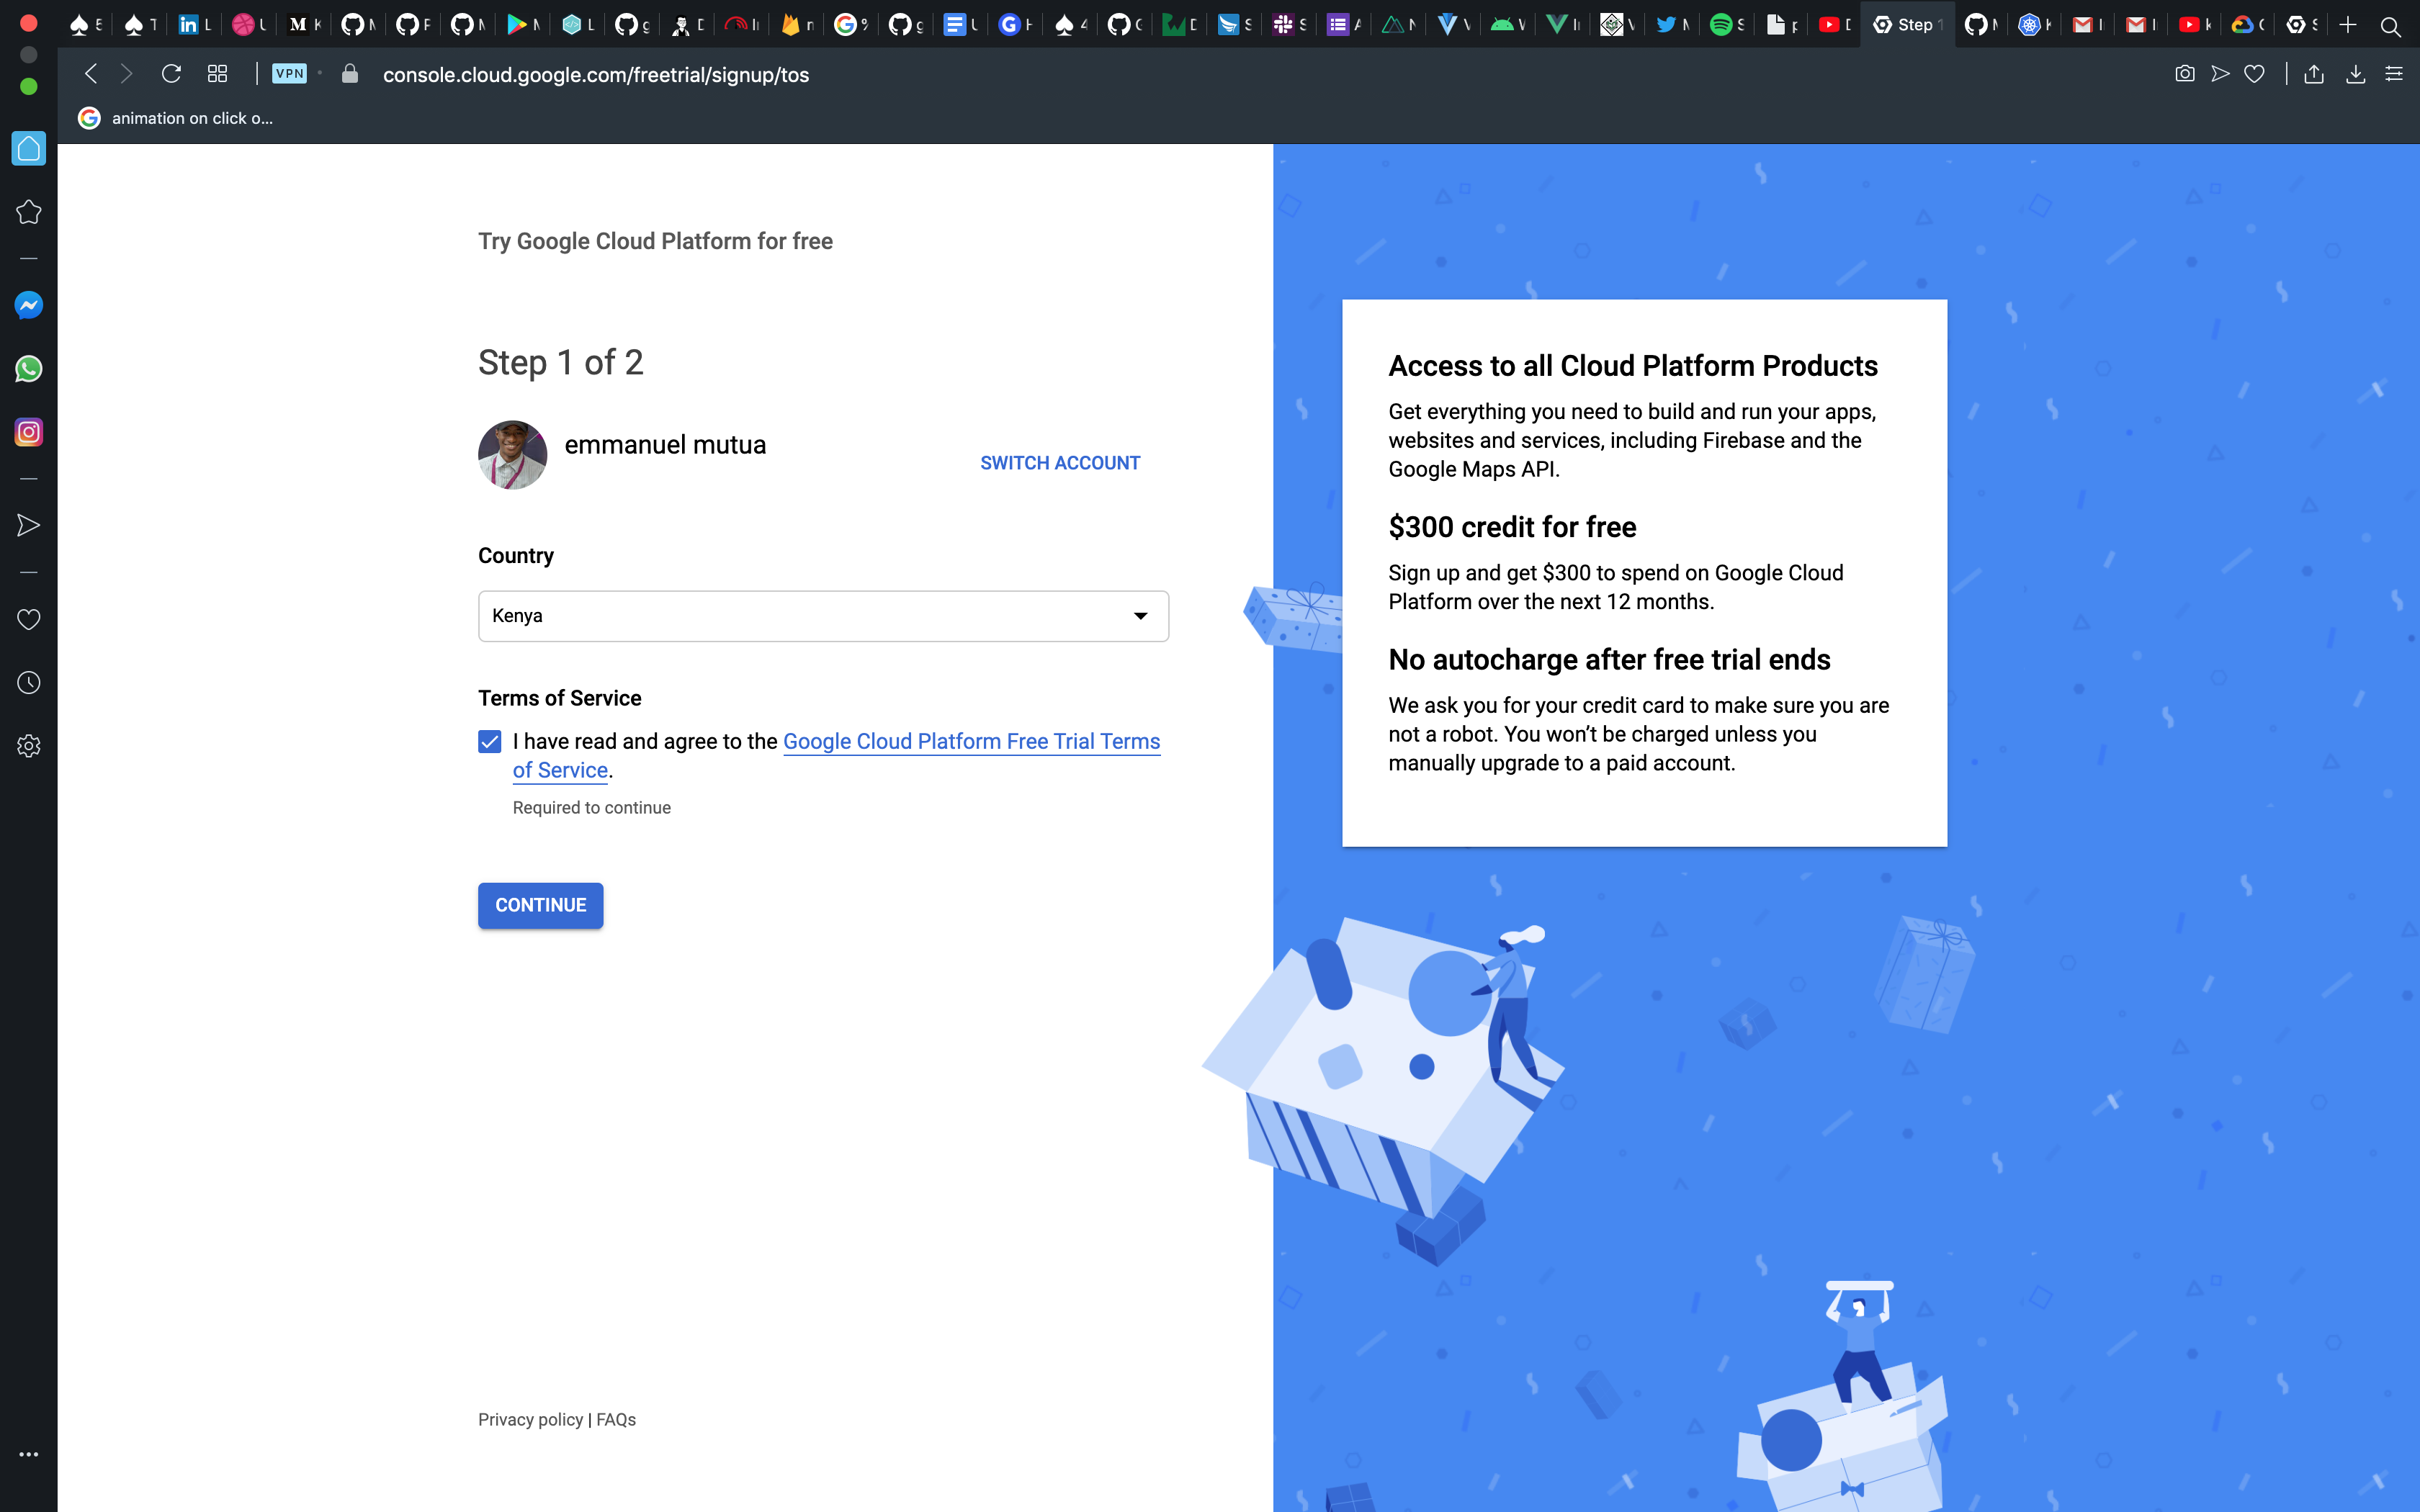 Step 1
VPN
console.cloud.google.com/freetrial/signup/tos
animation on click o...
Try Google Cloud Platform for free
Step 1 of 2
emmanuel mutua
SWITCH ACCOUNT
Country
Kenya
Terms of Service
I have read and agree to the Google Cloud Platform Free Trial Terms
of Service.
Required to continue
CONTINUE
Privacy policy | FAQs
Access to all Cloud Platform Products
Get everything you need to build and run your apps,
websites and services, including Firebase and the
Google Maps API.
$300 credit for free
Sign up and get $300 to spend on Google Cloud
Platform over the next 12 months.
No autocharge after free trial ends
We ask you for your credit card to make sure you are
not a robot. You won’t be charged unless you
manually upgrade to a paid account.